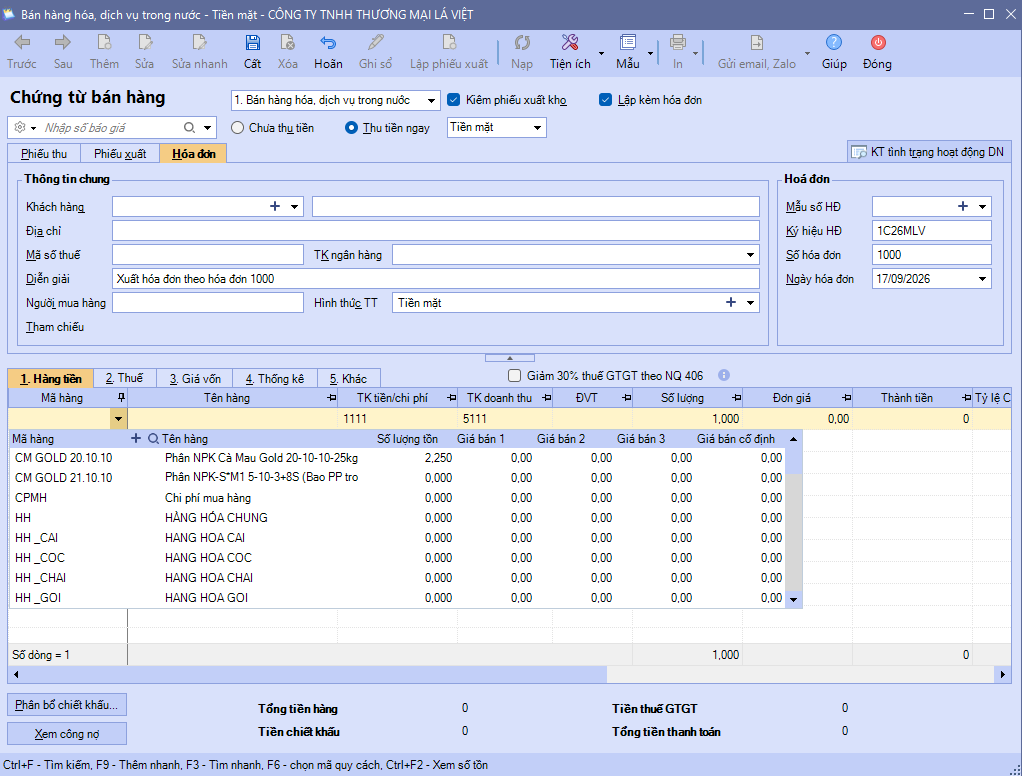 Bán hàng hóa, dịch vụ trong nước - Tiền mặt - CÔNG TY TNHH THƯƠNG MẠI LÁ VIỆT
Trước Sau Thêm Sửa Sửa nhanh Cất Xóa Hoãn Ghi sổ Lập phiếu xuất Nạp Tiện ích Mẫu In Gửi email, Zalo Giúp Đóng
Chứng từ bán hàng
1. Bán hàng hóa, dịch vụ trong nước
Kiêm phiếu xuất kho
Lập kèm hóa đơn
Nhập số báo giá
Chưa thu tiền
Thu tiền ngay
Tiền mặt
Phiếu thu Phiếu xuất Hóa đơn
KT tình trạng hoạt động DN
Thông tin chung
Khách hàng
Địa chỉ
Mã số thuế
TK ngân hàng
Diễn giải Xuất hóa đơn theo hóa đơn 1000
Người mua hàng
Hình thức TT Tiền mặt
Tham chiếu
Hoá đơn
Mẫu số HĐ
Ký hiệu HĐ 1C26MLV
Số hóa đơn 1000
Ngày hóa đơn 17/09/2026
1. Hàng tiền 2. Thuế 3. Giá vốn 4. Thống kê 5. Khác
Giảm 30% thuế GTGT theo NQ 406
Mã hàng Tên hàng TK tiền/chi phí TK doanh thu ĐVT Số lượng Đơn giá Thành tiền Tỷ lệ C
1111 5111 1,000 0,00 0
Mã hàng Tên hàng Số lượng tồn Giá bán 1 Giá bán 2 Giá bán 3 Giá bán cố định
CM GOLD 20.10.10 Phân NPK Cà Mau Gold 20-10-10-25kg 2,250 0,00 0,00 0,00 0,00
CM GOLD 21.10.10 Phân NPK-S*M1 5-10-3+8S (Bao PP tro 0,000 0,00 0,00 0,00 0,00
CPMH Chi phí mua hàng 0,000 0,00 0,00 0,00 0,00
HH HÀNG HÓA CHUNG 0,000 0,00 0,00 0,00 0,00
HH _CAI HANG HOA CAI 0,000 0,00 0,00 0,00 0,00
HH _COC HANG HOA COC 0,000 0,00 0,00 0,00 0,00
HH _CHAI HANG HOA CHAI 0,000 0,00 0,00 0,00 0,00
HH _GOI HANG HOA GOI 0,000 0,00 0,00 0,00 0,00
Số dòng = 1 1,000 0
Phân bổ chiết khấu...
Xem công nợ
Tổng tiền hàng 0
Tiền chiết khấu 0
Tiền thuế GTGT 0
Tổng tiền thanh toán 0
Ctrl+F - Tìm kiếm, F9 - Thêm nhanh, F3 - Tìm nhanh, F6 - chọn mã quy cách, Ctrl+F2 - Xem số tồn